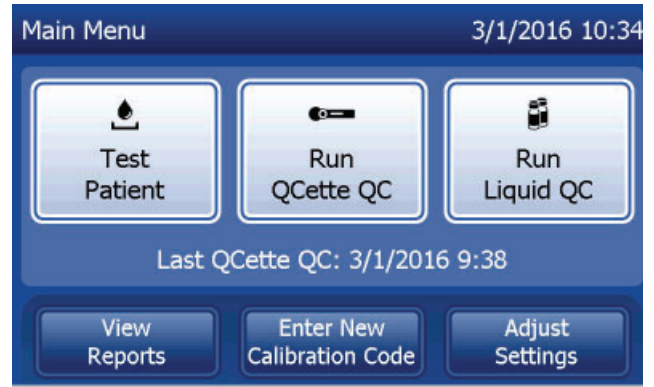 Main Menu 3/1/2016 10:34
Test
Patient
Run
QCette QC
Run
Liquid QC
Last QCette QC: 3/1/2016 9:38
View
Reports
Enter New
Calibration Code
Adjust
Settings